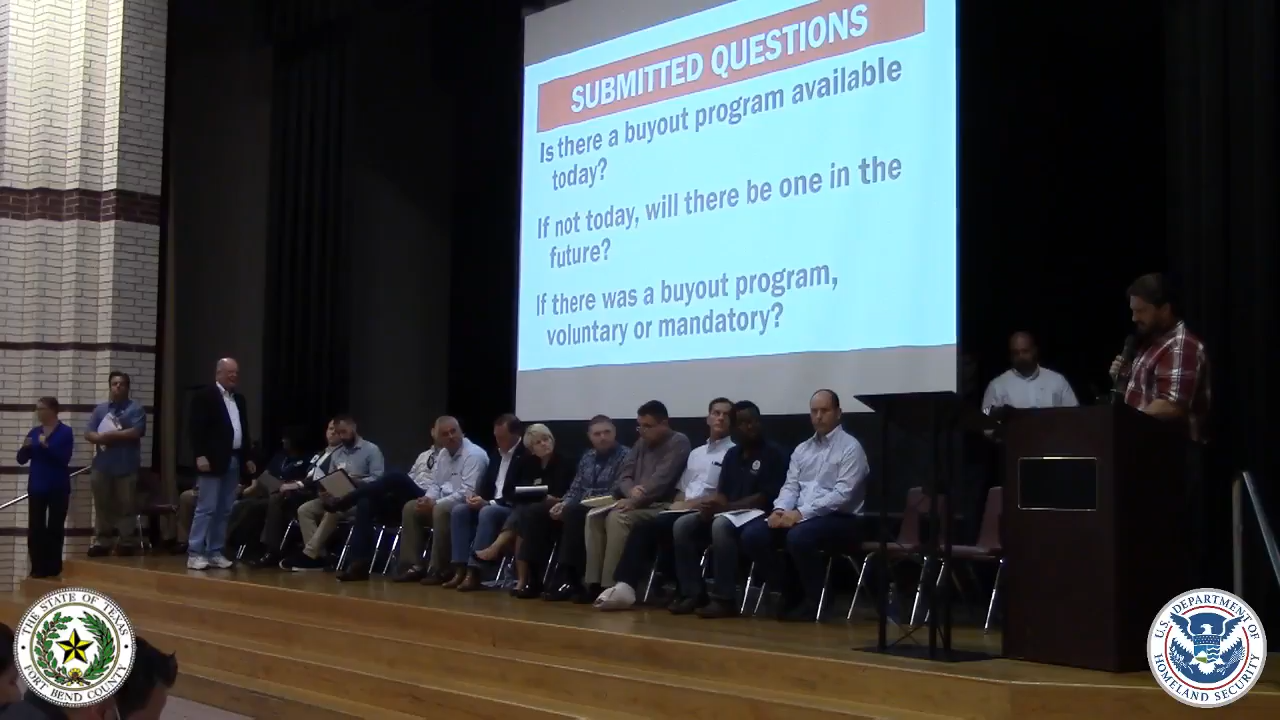 SUBMITTED QUESTIONS
Is there a buyout program available
today?
If not today, will there be one in the
future?
If there was a buyout program,
voluntary or mandatory?
THE STATE OF TEXAS
FORT BEND COUNTY
U.S. DEPARTMENT OF
HOMELAND SECURITY